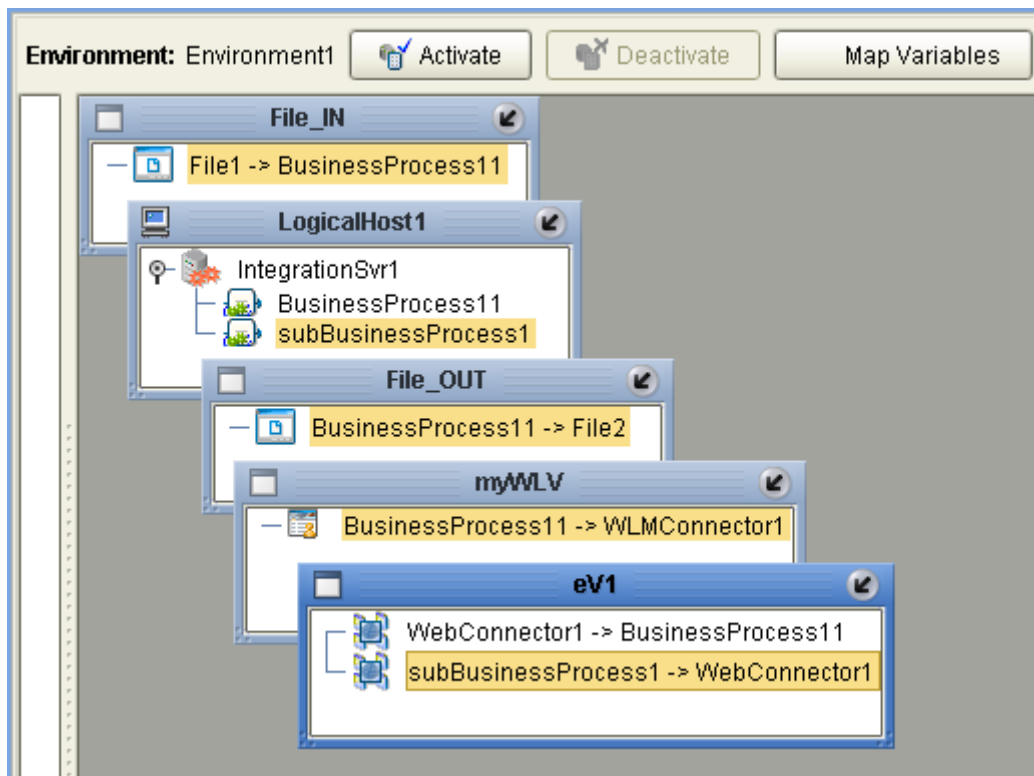 Environment: Environment1 Activate Deactivate Map Variables
File_IN
File1 -> BusinessProcess11
LogicalHost1
IntegrationSvr1
BusinessProcess11
subBusinessProcess1
File_OUT
BusinessProcess11 -> File2
myWLV
BusinessProcess11 -> WLMConnector1
eV1
WebConnector1 -> BusinessProcess11
subBusinessProcess1 -> WebConnector1